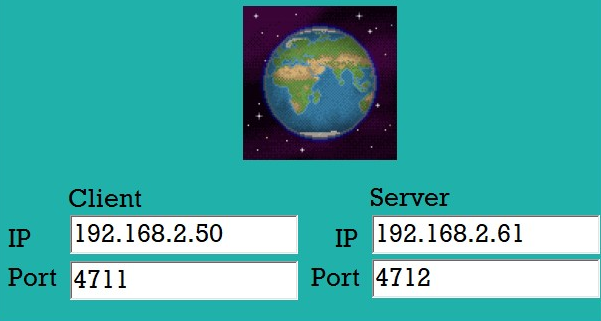 Client Server
IP 192.168.2.50 IP 192.168.2.61
Port 4711 Port 4712